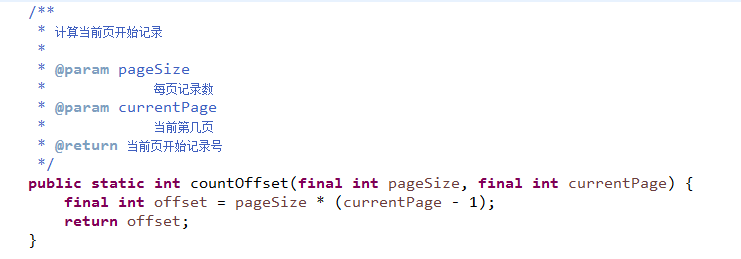 /**
 * 计算当前页开始记录
 *
 * @param pageSize
 *            每页记录数
 * @param currentPage
 *            当前第几页
 * @return 当前页开始记录号
 */
public static int countOffset(final int pageSize, final int currentPage) {
    final int offset = pageSize * (currentPage - 1);
    return offset;
}